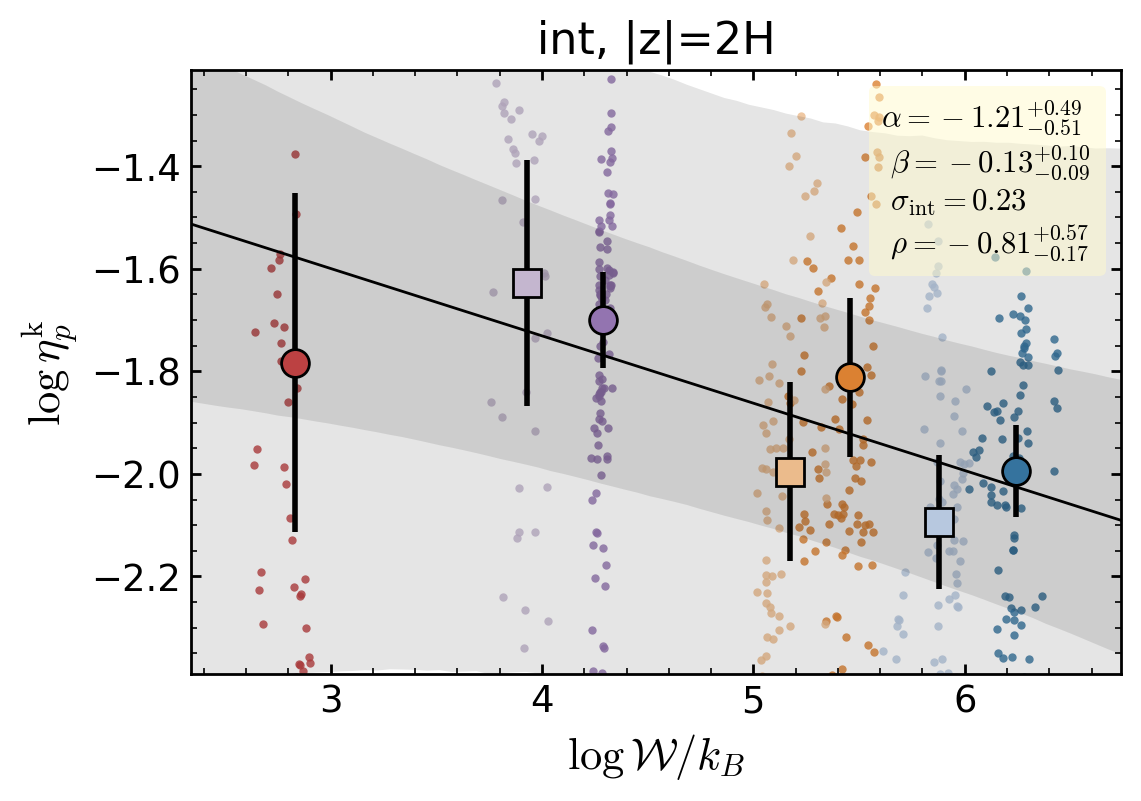 int, |z|=2H
α = −1.21^{+0.49}_{−0.51}
β = −0.13^{+0.10}_{−0.09}
σ_int = 0.23
ρ = −0.81^{+0.57}_{−0.17}
log η_p^k
−1.4
−1.6
−1.8
−2.0
−2.2
3 4 5 6
log 𝒲/k_B